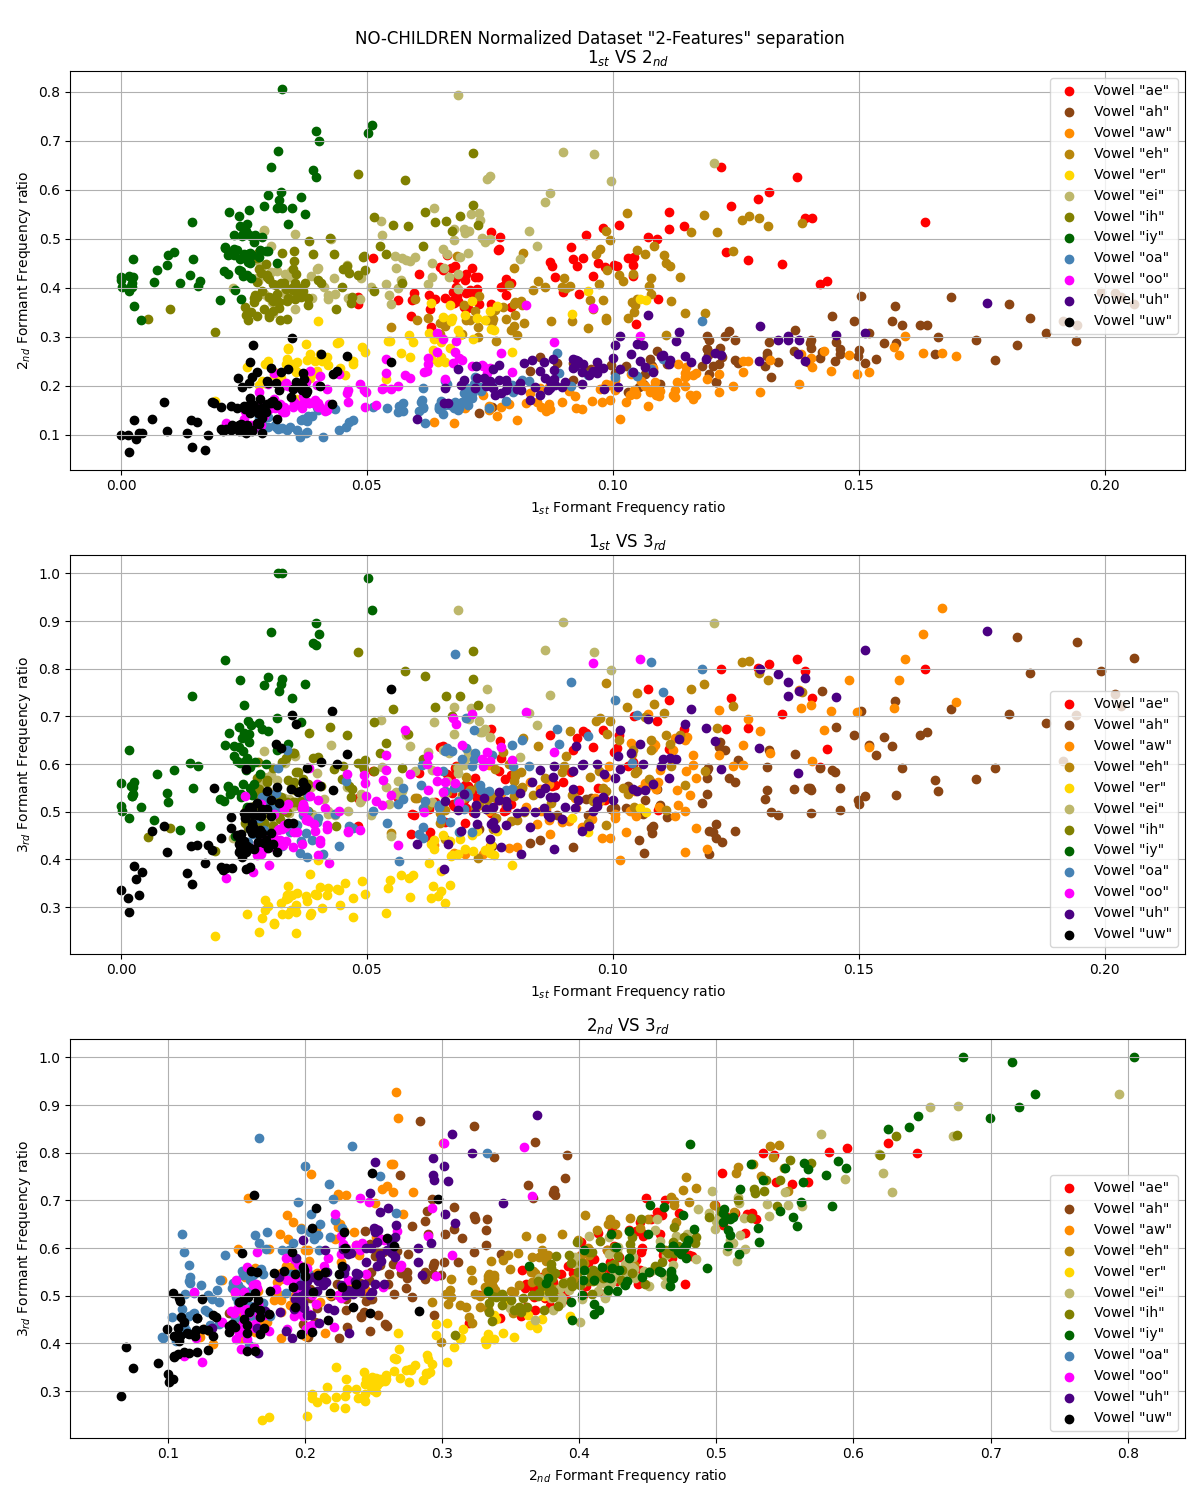 NO-CHILDREN Normalized Dataset "2-Features" separation
1st VS 2nd
0.8
0.7
0.6
0.5
0.4
0.3
0.2
0.1
2nd Formant Frequency ratio
Vowel "ae"
Vowel "ah"
Vowel "aw"
Vowel "eh"
Vowel "er"
Vowel "ei"
Vowel "ih"
Vowel "iy"
Vowel "oa"
Vowel "oo"
Vowel "uh"
Vowel "uw"
0.00 0.05 0.10 0.15 0.20
1st Formant Frequency ratio
1st VS 3rd
1.0
0.9
0.8
0.7
0.6
0.5
0.4
0.3
3rd Formant Frequency ratio
Vowel "ae"
Vowel "ah"
Vowel "aw"
Vowel "eh"
Vowel "er"
Vowel "ei"
Vowel "ih"
Vowel "iy"
Vowel "oa"
Vowel "oo"
Vowel "uh"
Vowel "uw"
0.00 0.05 0.10 0.15 0.20
1st Formant Frequency ratio
2nd VS 3rd
1.0
0.9
0.8
0.7
0.6
0.5
0.4
0.3
3rd Formant Frequency ratio
Vowel "ae"
Vowel "ah"
Vowel "aw"
Vowel "eh"
Vowel "er"
Vowel "ei"
Vowel "ih"
Vowel "iy"
Vowel "oa"
Vowel "oo"
Vowel "uh"
Vowel "uw"
0.1 0.2 0.3 0.4 0.5 0.6 0.7 0.8
2nd Formant Frequency ratio